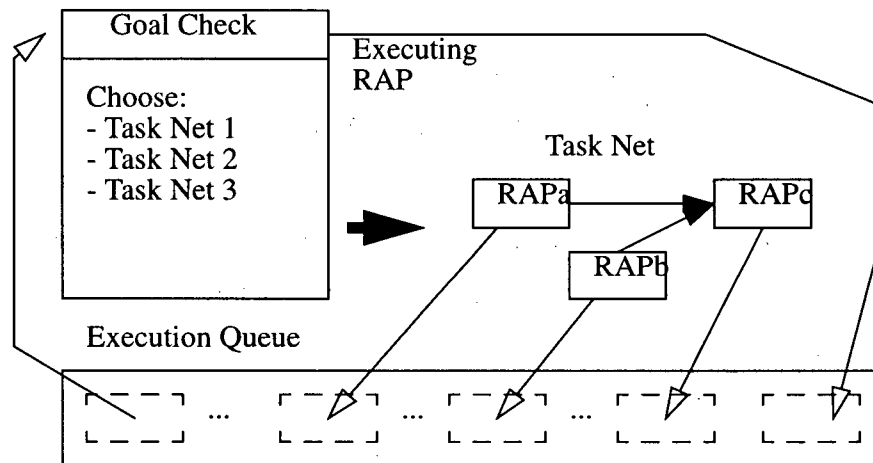 Goal Check
Executing
RAP
Choose:
- Task Net 1
- Task Net 2
- Task Net 3
Task Net
RAPa
RAPc
RAPb
Execution Queue
... ... ...